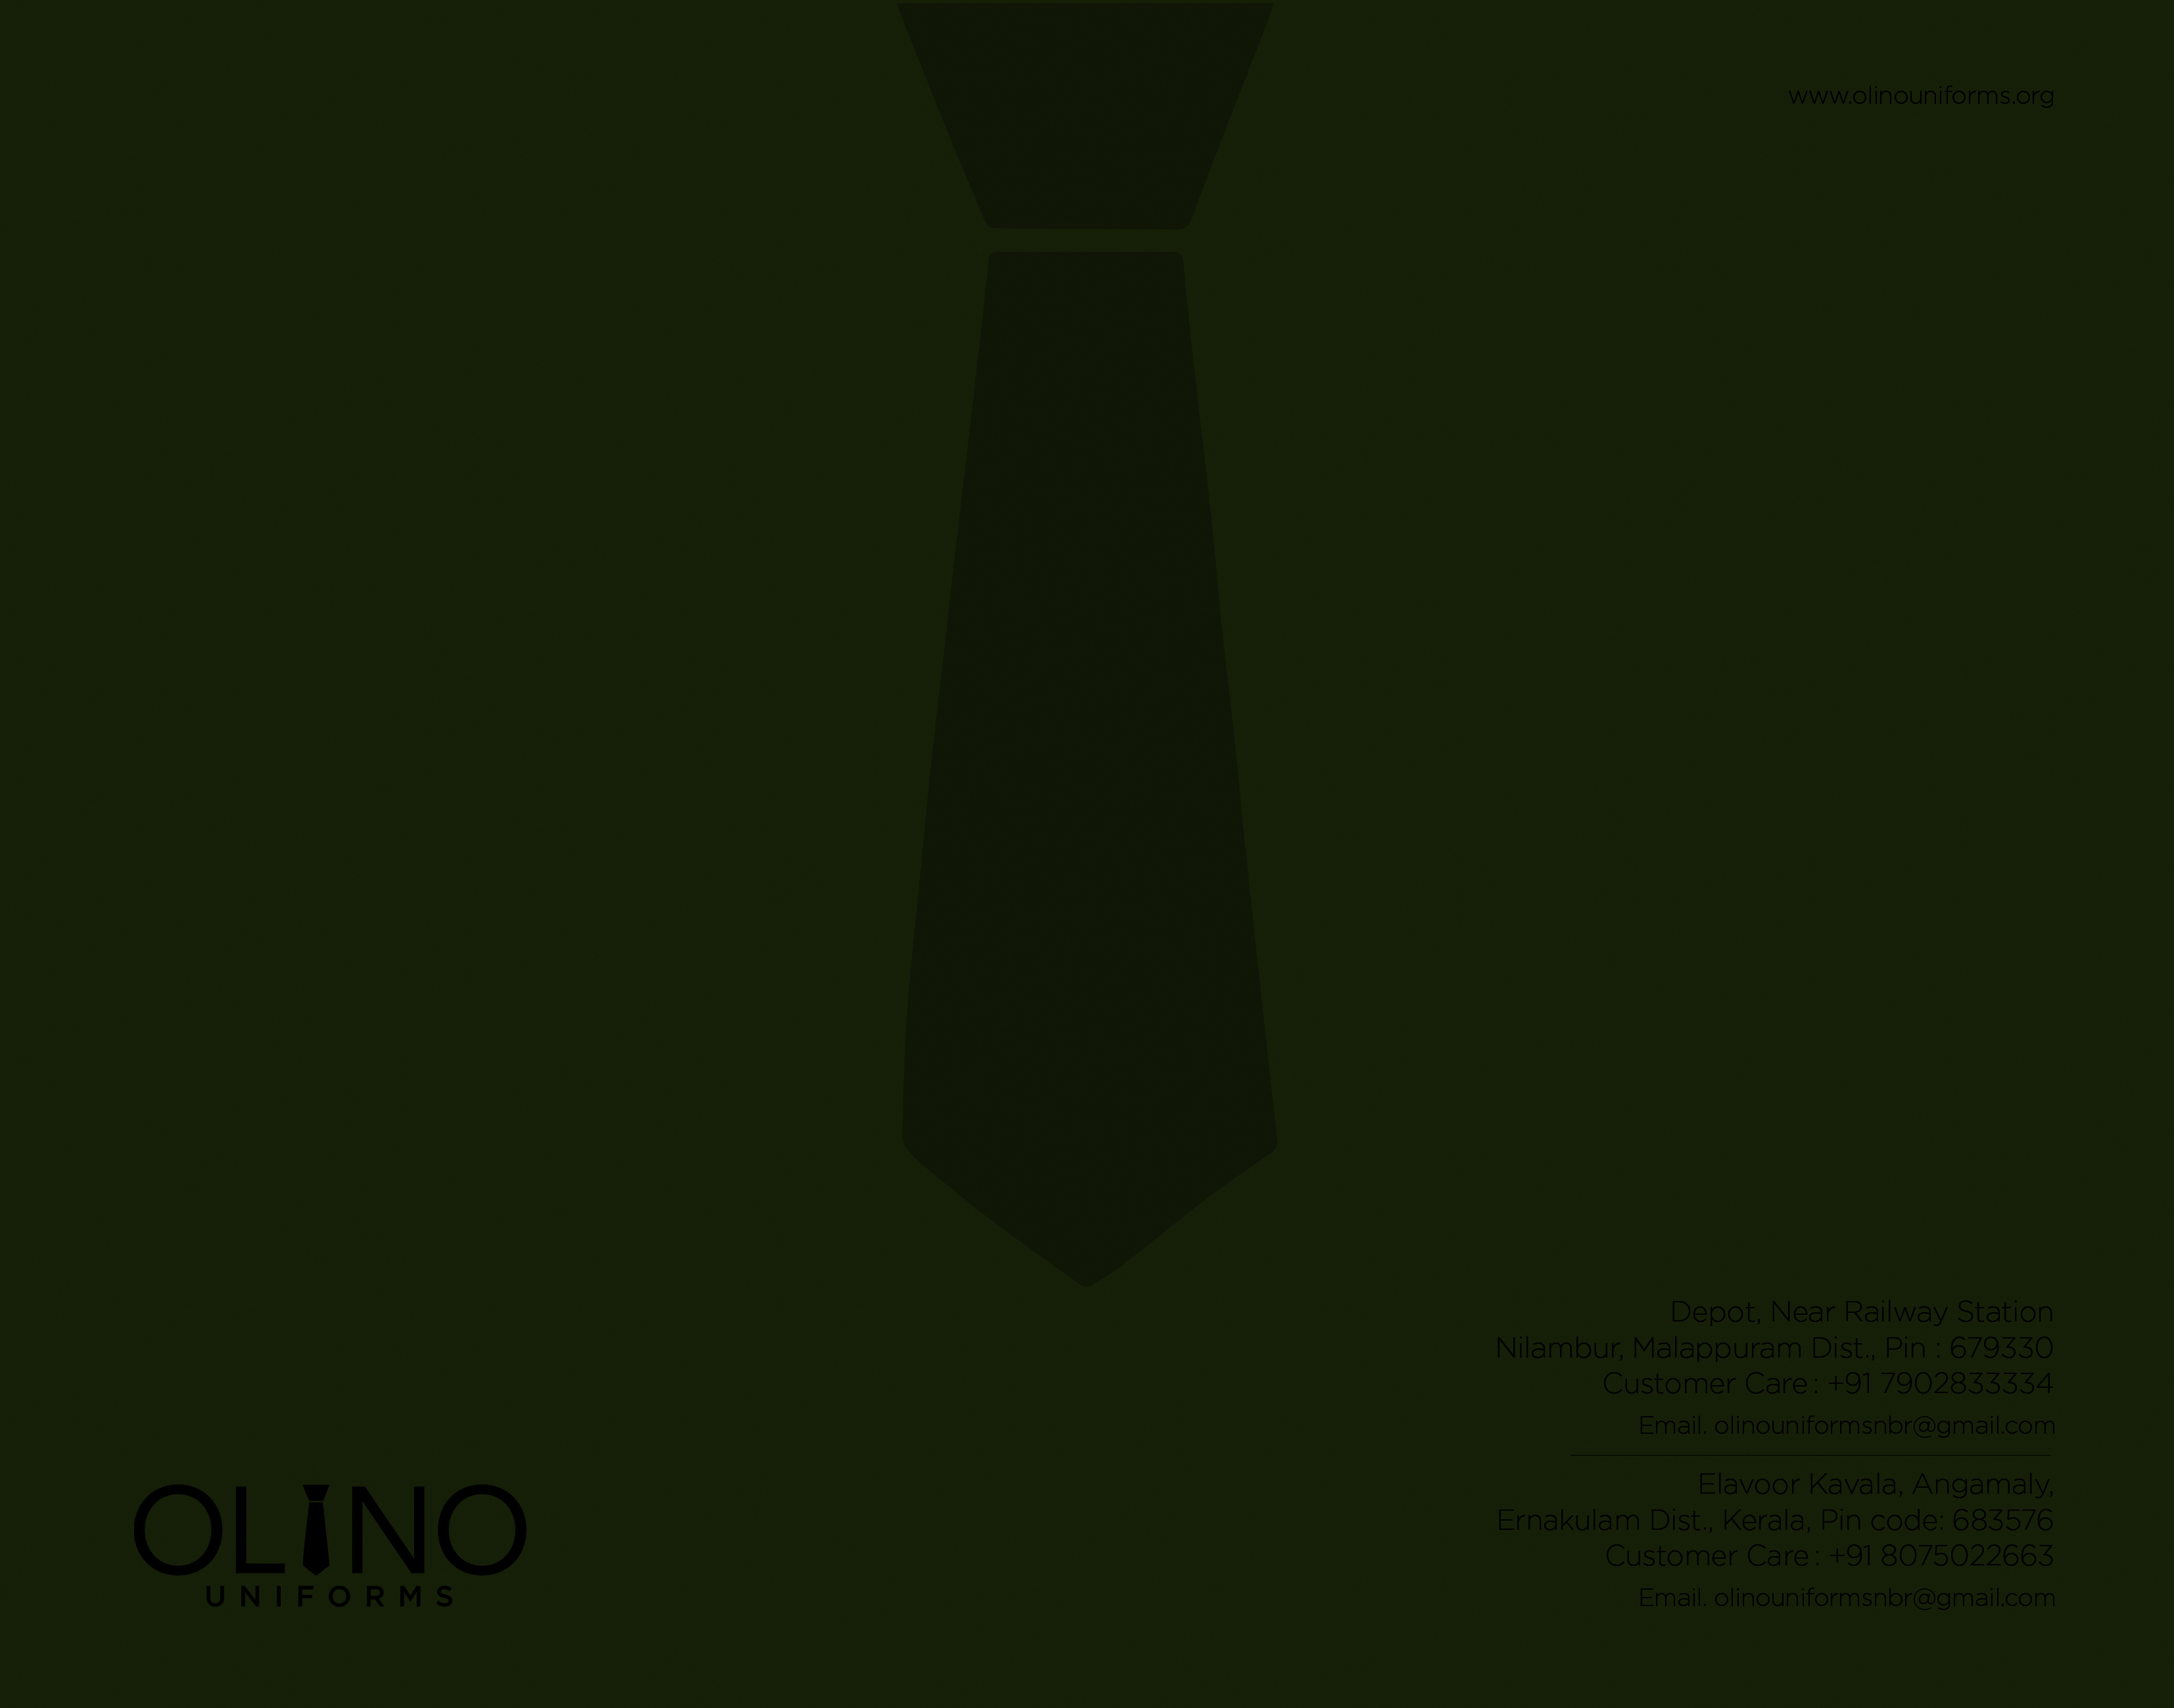 www.olinouniforms.org
Depot, Near Railway Station
Nilambur, Malappuram Dist., Pin : 679330
Customer Care : +91 7902833334
Email. olinouniformsnbr@gmail.com
Elavoor Kavala, Angamaly,
Ernakulam Dist., Kerala, Pin code: 683576
Customer Care : +91 8075022663
Email. olinouniformsnbr@gmail.com
OLINO
UNIFORMS